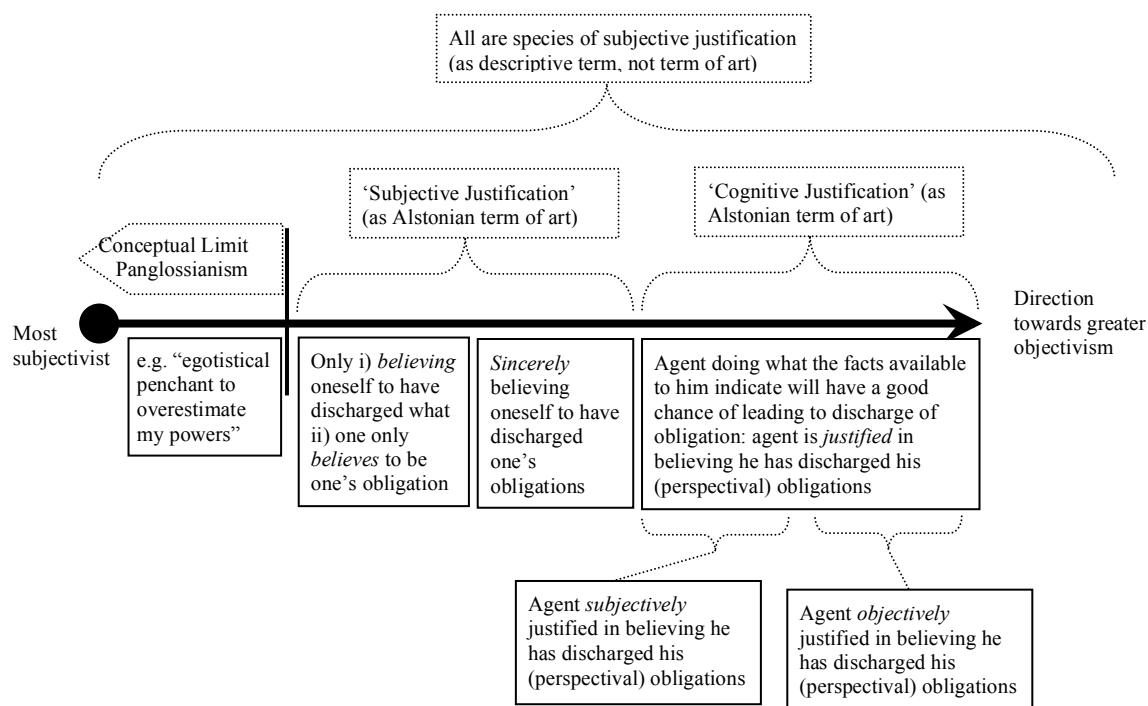 All are species of subjective justification
(as descriptive term, not term of art)
‘Subjective Justification’
(as Alstonian term of art)
‘Cognitive Justification’ (as
Alstonian term of art)
Conceptual Limit
Panglossianism
Most
subjectivist
Direction
towards greater
objectivism
e.g. “egotistical
penchant to
overestimate
my powers”
Only i) believing
oneself to have
discharged what
ii) one only
believes to be
one’s obligation
Sincerely
believing
oneself to have
discharged
one’s
obligations
Agent doing what the facts available
to him indicate will have a good
chance of leading to discharge of
obligation: agent is justified in
believing he has discharged his
(perspectival) obligations
Agent subjectively
justified in believing he
has discharged his
(perspectival) obligations
Agent objectively
justified in believing he
has discharged his
(perspectival) obligations